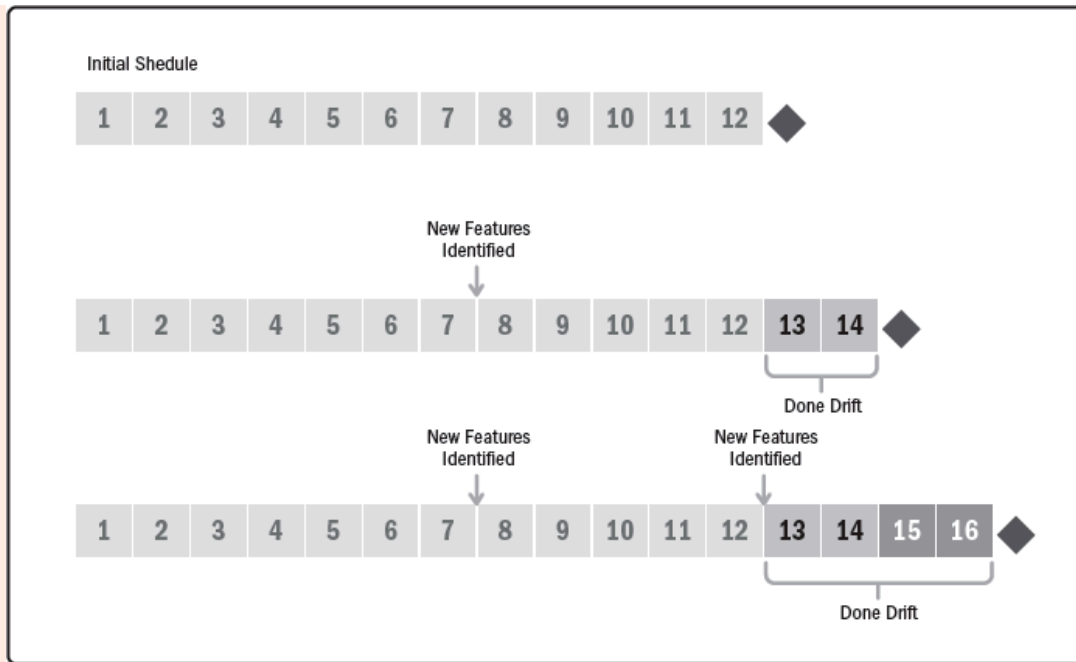 Initial Shedule
1 2 3 4 5 6 7 8 9 10 11 12
New Features
Identified
1 2 3 4 5 6 7 8 9 10 11 12 13 14
Done Drift
New Features New Features
Identified Identified
1 2 3 4 5 6 7 8 9 10 11 12 13 14 15 16
Done Drift